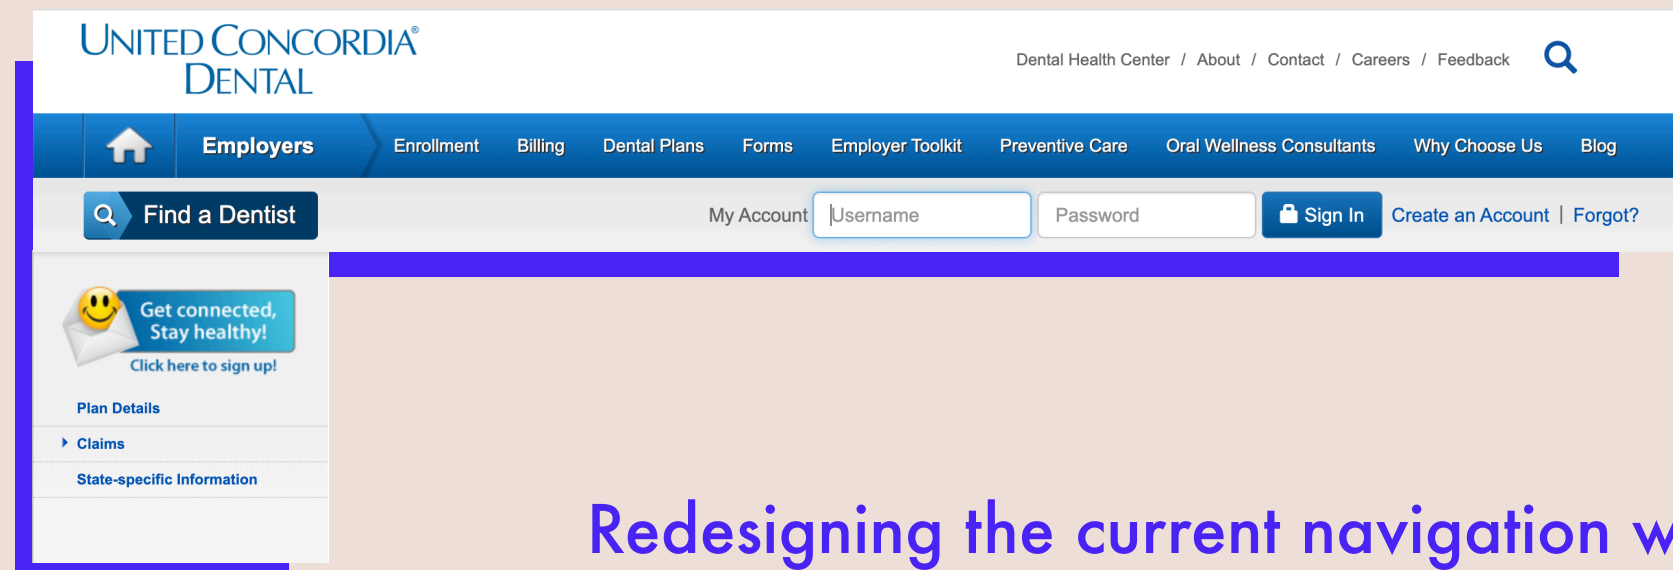 UNITED CONCORDIA®
DENTAL
Dental Health Center / About / Contact / Careers / Feedback
Employers Enrollment Billing Dental Plans Forms Employer Toolkit Preventive Care Oral Wellness Consultants Why Choose Us Blog
Find a Dentist My Account Username Password Sign In Create an Account | Forgot?
Get connected,
Stay healthy!
Click here to sign up!
Plan Details
Claims
State-specific Information
Redesigning the current navigation